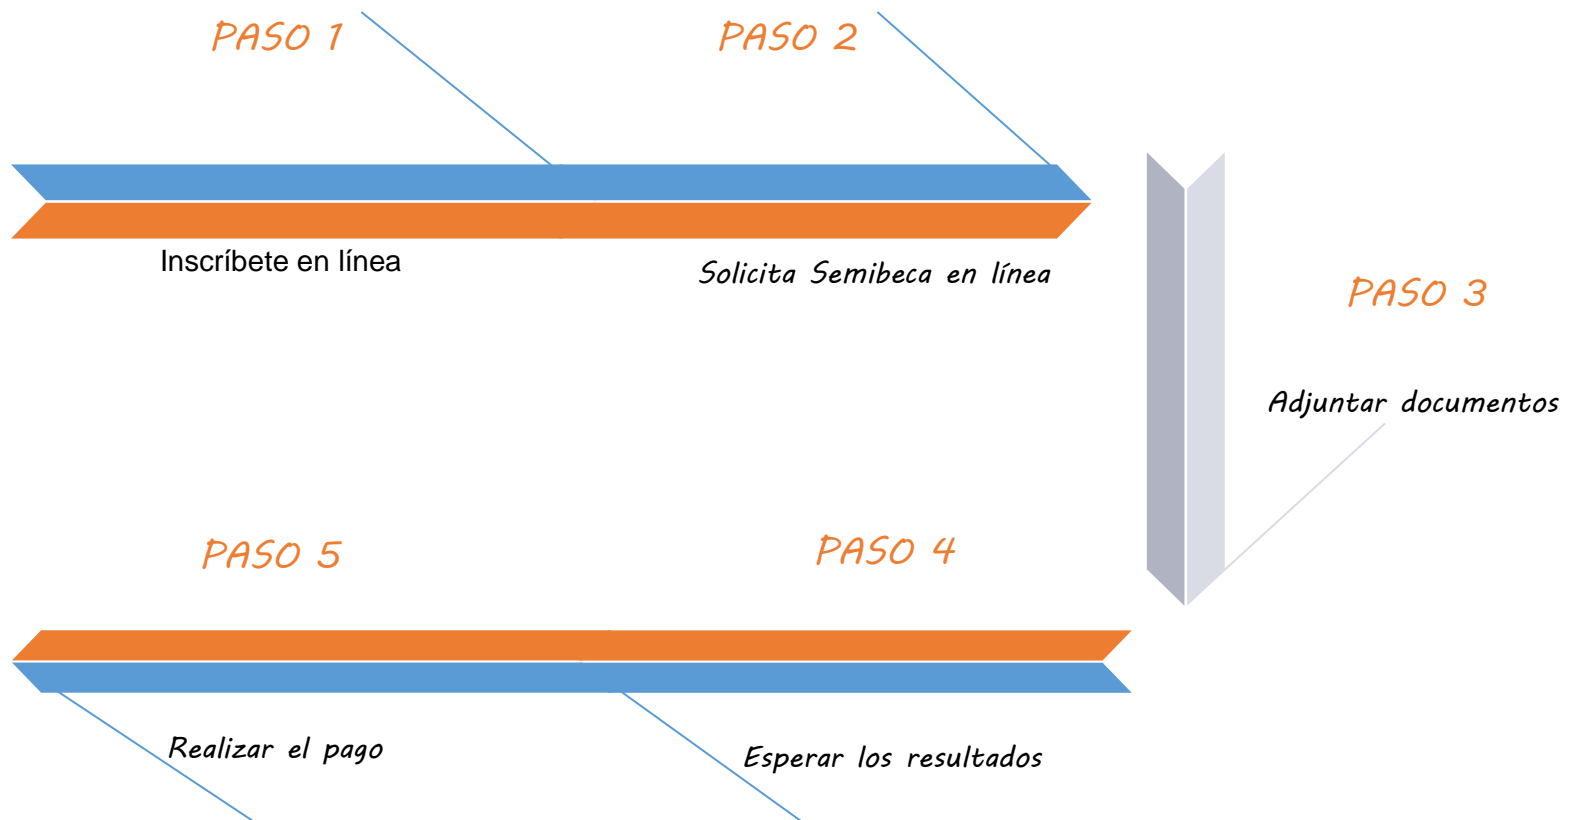 PASO 1
PASO 2
Inscríbete en línea
Solicita Semibeca en línea
PASO 3
Adjuntar documentos
PASO 4
Esperar los resultados
PASO 5
Realizar el pago